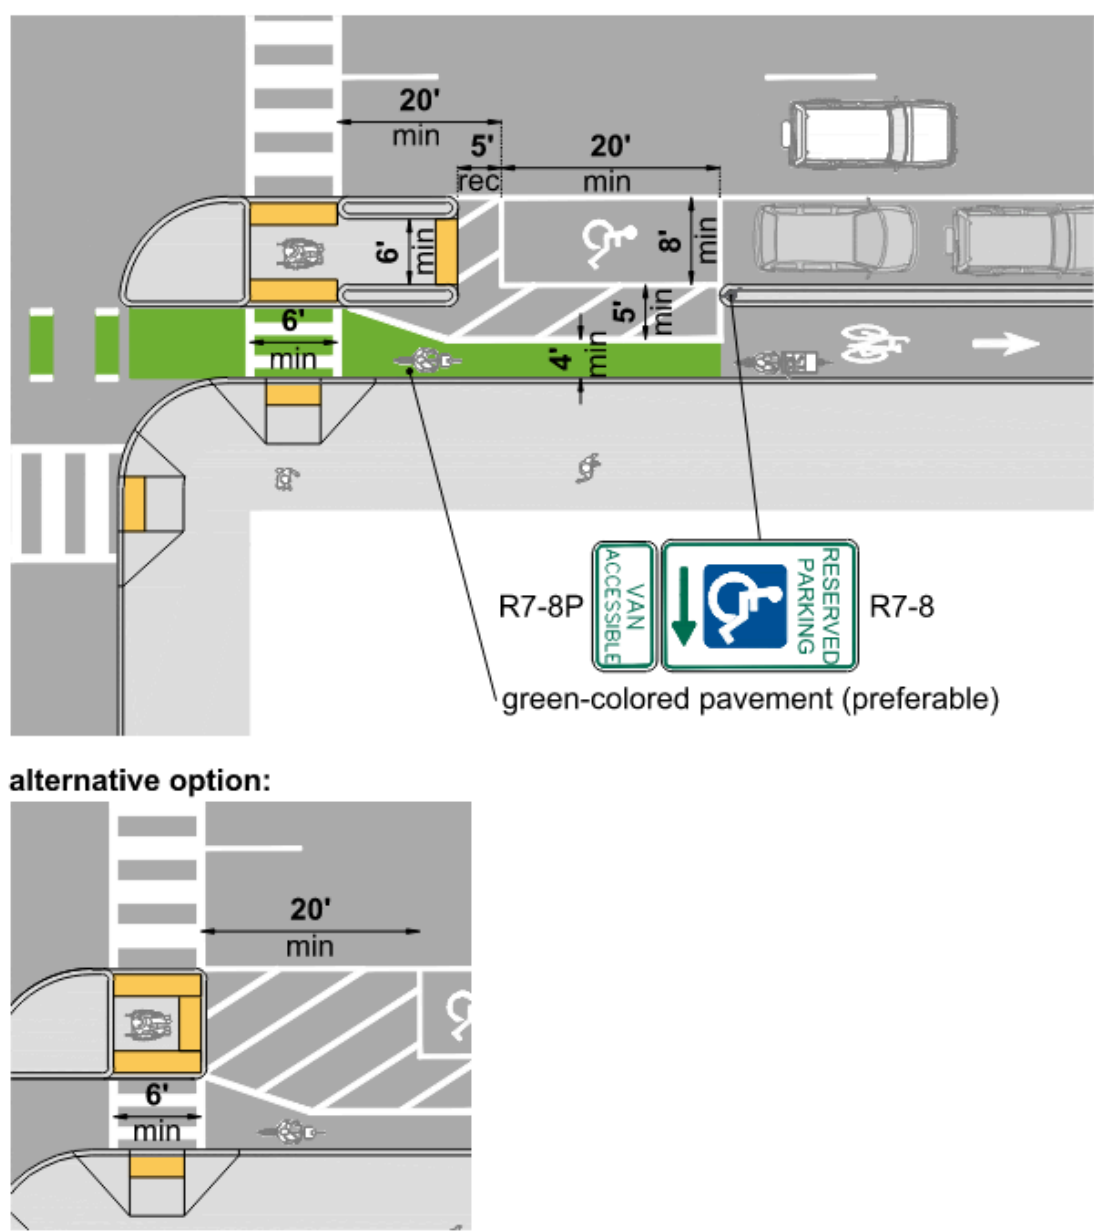 20'
min
5'
rec
20'
min
6'
min
8'
min
5'
min
6'
min
4'
min
R7-8P
VAN
ACCESSIBLE
RESERVED
PARKING
R7-8
green-colored pavement (preferable)
alternative option:
20'
min
6'
min